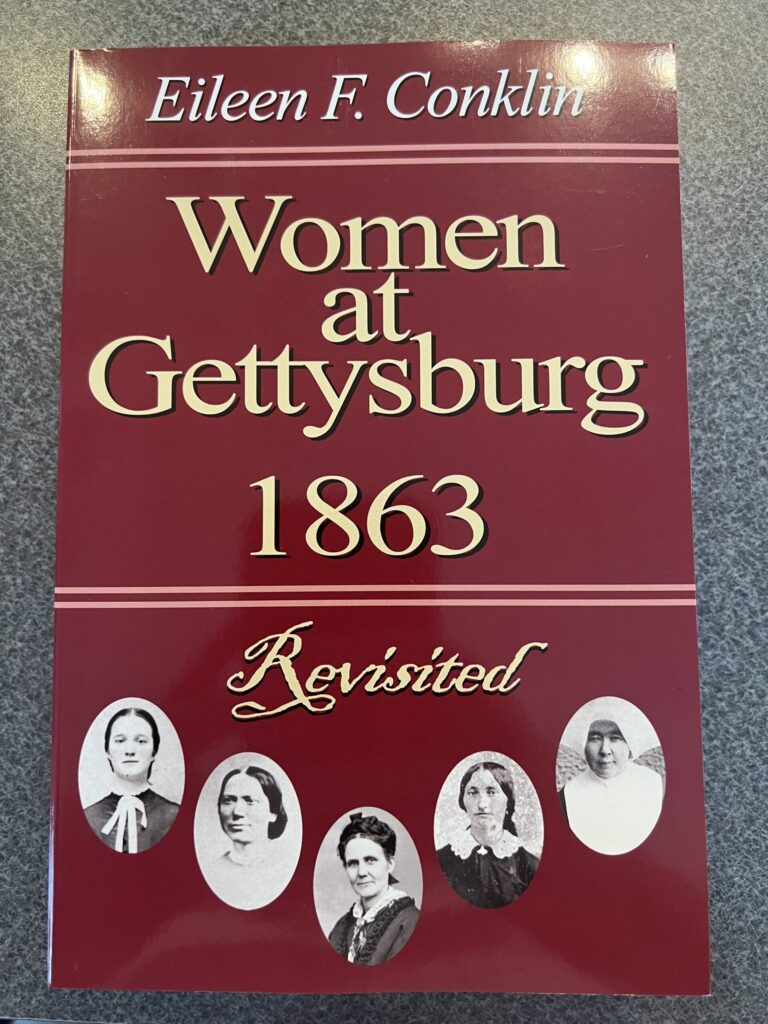 Eileen F. Conklin
Women
at
Gettysburg
1863
Revisited